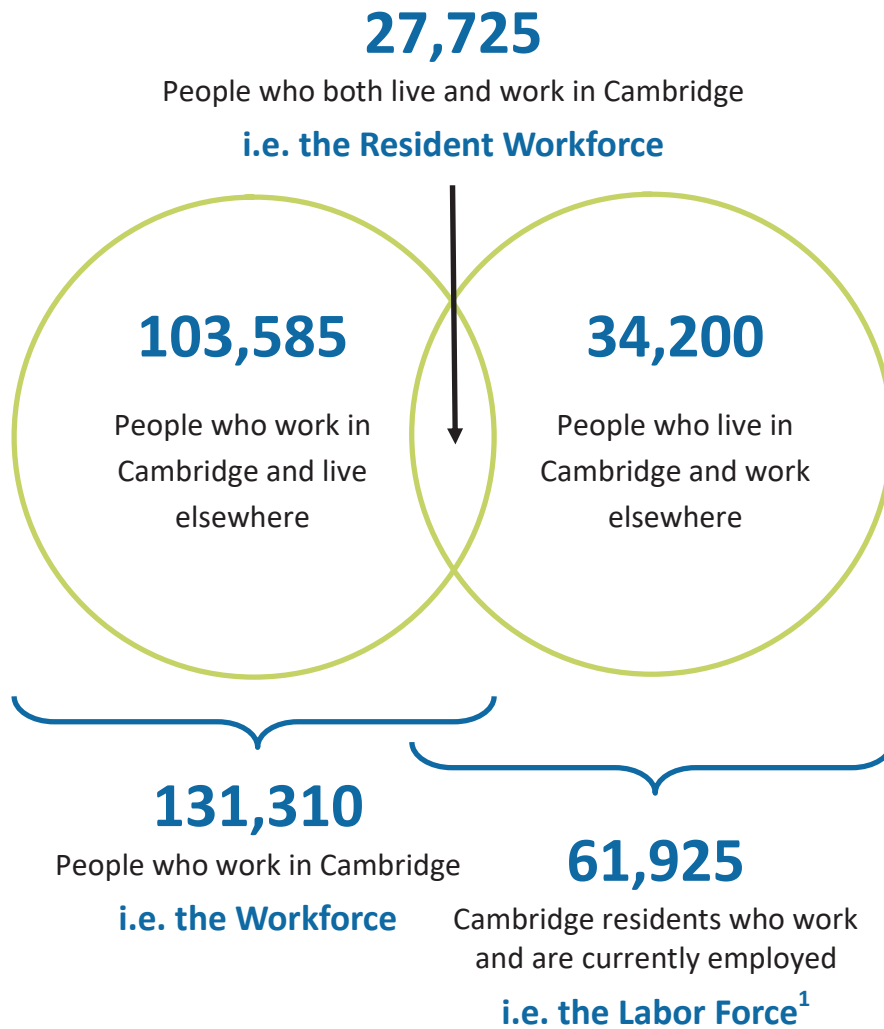 27,725
People who both live and work in Cambridge
i.e. the Resident Workforce
103,585
People who work in
Cambridge and live
elsewhere
34,200
People who live in
Cambridge and work
elsewhere
131,310
People who work in Cambridge
i.e. the Workforce
61,925
Cambridge residents who work
and are currently employed
i.e. the Labor Force¹